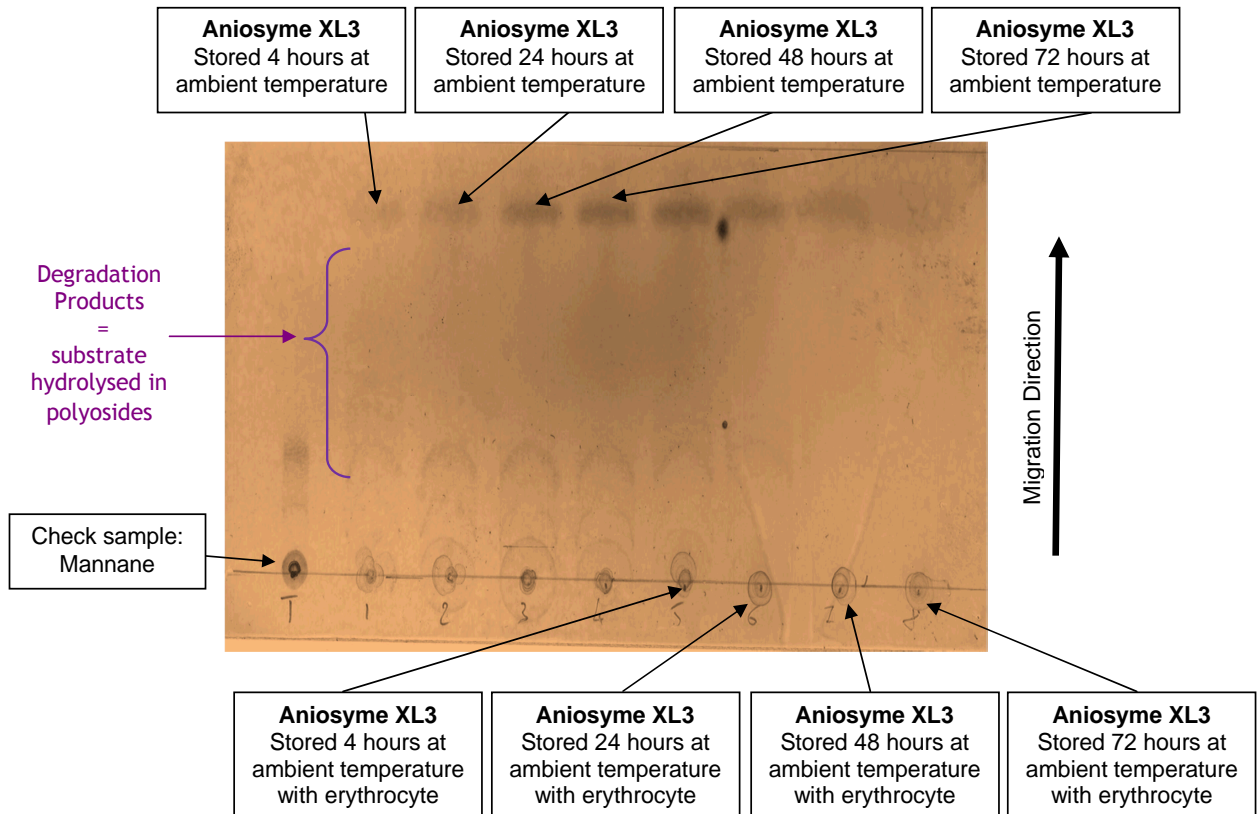 Aniosyme XL3
Stored 4 hours at
ambient temperature
Aniosyme XL3
Stored 24 hours at
ambient temperature
Aniosyme XL3
Stored 48 hours at
ambient temperature
Aniosyme XL3
Stored 72 hours at
ambient temperature
Degradation
Products
=
substrate
hydrolysed in
polyosides
Migration Direction
Check sample:
Mannane
T 1 2 3 4 5 6 7
Aniosyme XL3
Stored 4 hours at
ambient temperature
with erythrocyte
Aniosyme XL3
Stored 24 hours at
ambient temperature
with erythrocyte
Aniosyme XL3
Stored 48 hours at
ambient temperature
with erythrocyte
Aniosyme XL3
Stored 72 hours at
ambient temperature
with erythrocyte